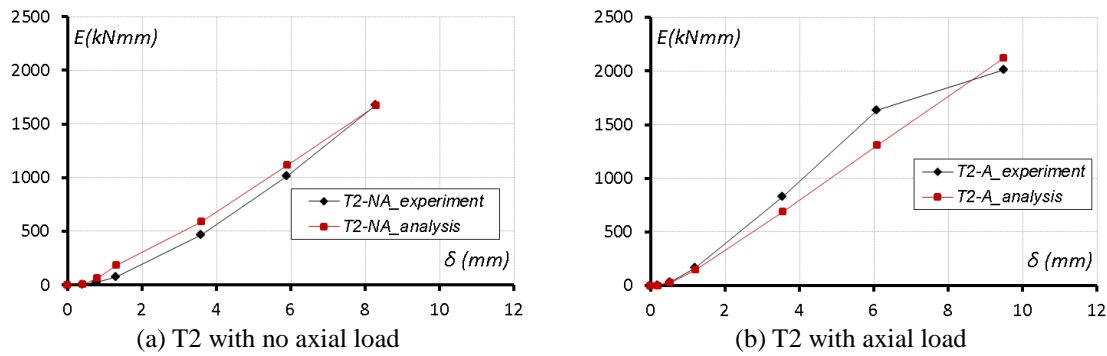 2500
E(kNmm)
2000
1500
1000
500
0
T2-NA_experiment
T2-NA_analysis
δ (mm)
0 2 4 6 8 10 12
(a) T2 with no axial load
2500
E(kNmm)
2000
1500
1000
500
0
T2-A_experiment
T2-A_analysis
δ (mm)
0 2 4 6 8 10 12
(b) T2 with axial load